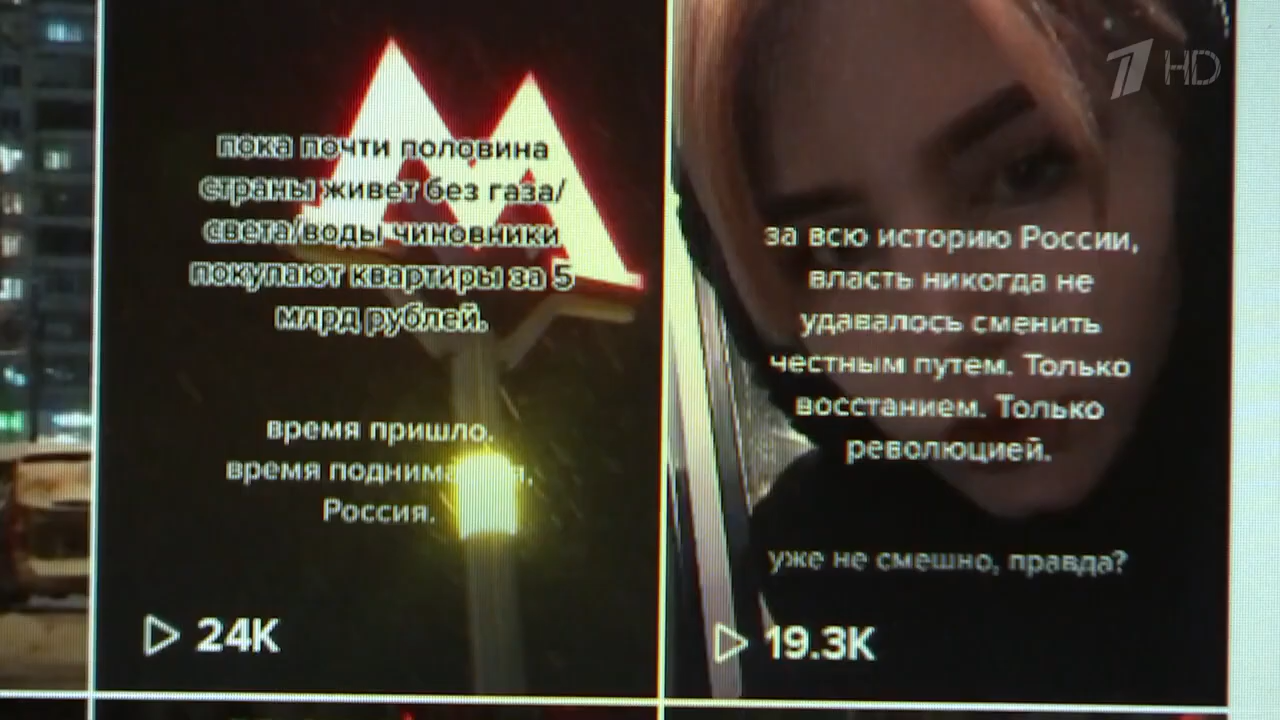 1 HD
пока почти половина
страны живет без газа/
света/воды чиновники
покупают квартиры за 5
млрд рублей.
время пришло.
время
Россия.
24K
за всю историю России,
власть никогда не
удавалось сменить
честным путем. Только
восстанием. Только
революцией.
уже не смешно, правда?
19.3K